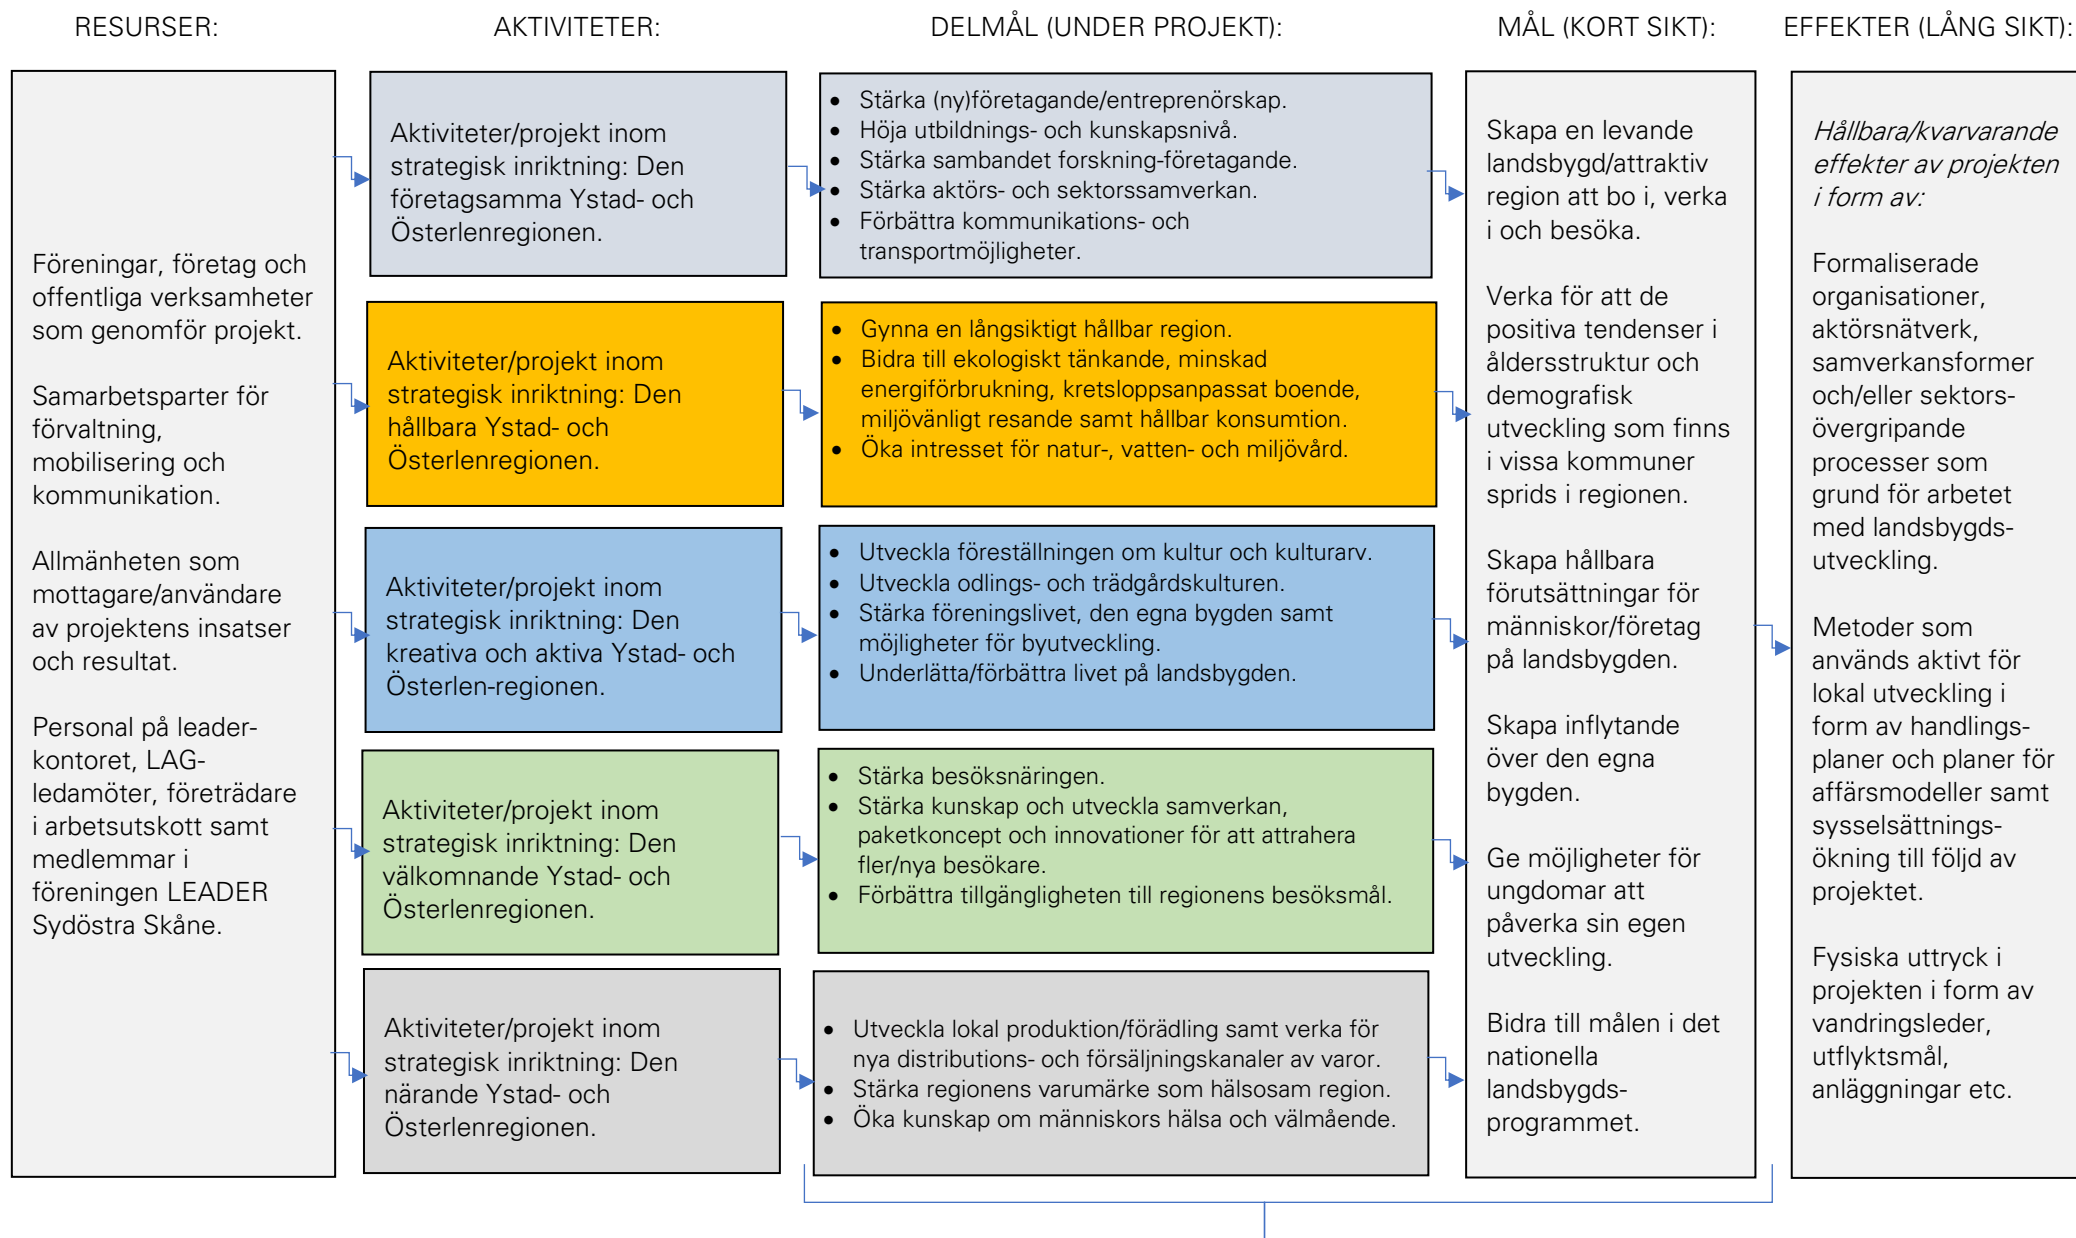 RESURSER:
AKTIVITETER:
DELMÅL (UNDER PROJEKT):
MÅL (KORT SIKT):
EFFEKTER (LÅNG SIKT):
Föreningar, företag och
offentliga verksamheter
som genomför projekt.
Samarbetsparter för
förvaltning,
mobilisering och
kommunikation.
Allmänheten som
mottagare/användare
av projektens insatser
och resultat.
Personal på leader-
kontoret, LAG-
ledamöter, företrädare
i arbetsutskott samt
medlemmar i
föreningen LEADER
Sydöstra Skåne.
Aktiviteter/projekt inom
strategisk inriktning: Den
företagsamma Ystad- och
Österlenregionen.
Aktiviteter/projekt inom
strategisk inriktning: Den
hållbara Ystad- och
Österlenregionen.
Aktiviteter/projekt inom
strategisk inriktning: Den
kreativa och aktiva Ystad- och
Österlen-regionen.
Aktiviteter/projekt inom
strategisk inriktning: Den
välkomnande Ystad- och
Österlenregionen.
Aktiviteter/projekt inom
strategisk inriktning: Den
närande Ystad- och
Österlenregionen.
• Stärka (ny)företagande/entreprenörskap.
• Höja utbildnings- och kunskapsnivå.
• Stärka sambandet forskning-företagande.
• Stärka aktörs- och sektorssamverkan.
• Förbättra kommunikations- och
transportmöjligheter.
• Gynna en långsiktigt hållbar region.
• Bidra till ekologiskt tänkande, minskad
energiförbrukning, kretsloppsanpassat boende,
miljövänligt resande samt hållbar konsumtion.
• Öka intresset för natur-, vatten- och miljövård.
• Utveckla föreställningen om kultur och kulturarv.
• Utveckla odlings- och trädgårdskulturen.
• Stärka föreningslivet, den egna bygden samt
möjligheter för byutveckling.
• Underlätta/förbättra livet på landsbygden.
• Stärka besöksnäringen.
• Stärka kunskap och utveckla samverkan,
paketkoncept och innovationer för att attrahera
fler/nya besökare.
• Förbättra tillgängligheten till regionens besöksmål.
• Utveckla lokal produktion/förädling samt verka för
nya distributions- och försäljningskanaler av varor.
• Stärka regionens varumärke som hälsosam region.
• Öka kunskap om människors hälsa och välmående.
Skapa en levande
landsbygd/attraktiv
region att bo i, verka
i och besöka.
Verka för att de
positiva tendenser i
åldersstruktur och
demografisk
utveckling som finns
i vissa kommuner
sprids i regionen.
Skapa hållbara
förutsättningar för
människor/företag
på landsbygden.
Skapa inflytande
över den egna
bygden.
Ge möjligheter för
ungdomar att
påverka sin egen
utveckling.
Bidra till målen i det
nationella
landsbygds-
programmet.
Hållbara/kvarvarande
effekter av projekten
i form av:
Formaliserade
organisationer,
aktörsnätverk,
samverkansformer
och/eller sektors-
övergripande
processer som
grund för arbetet
med landsbygds-
utveckling.
Metoder som
används aktivt för
lokal utveckling i
form av handlings-
planer och planer för
affärsmodeller samt
sysselsättnings-
ökning till följd av
projektet.
Fysiska uttryck i
projekten i form av
vandringsleder,
utflyktsmål,
anläggningar etc.